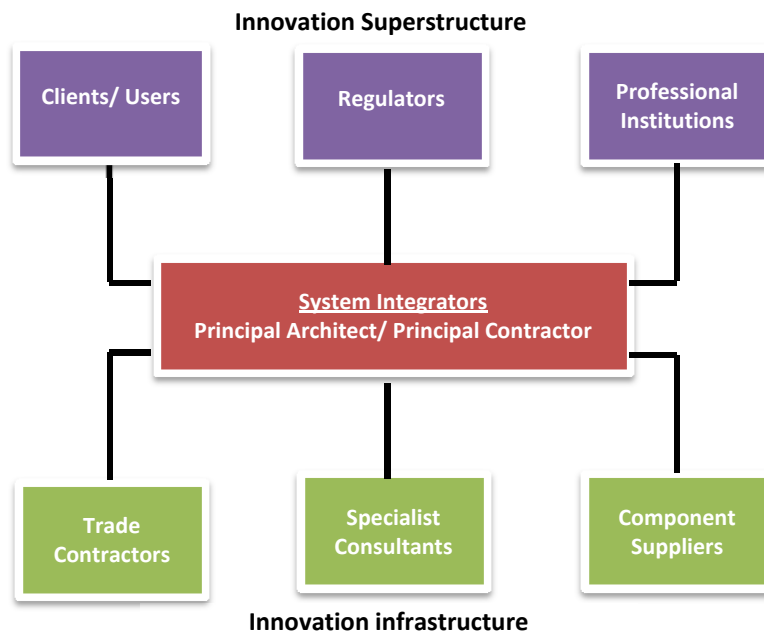 Innovation Superstructure
Clients/ Users
Regulators
Professional
Institutions
System Integrators
Principal Architect/ Principal Contractor
Trade
Contractors
Specialist
Consultants
Component
Suppliers
Innovation infrastructure